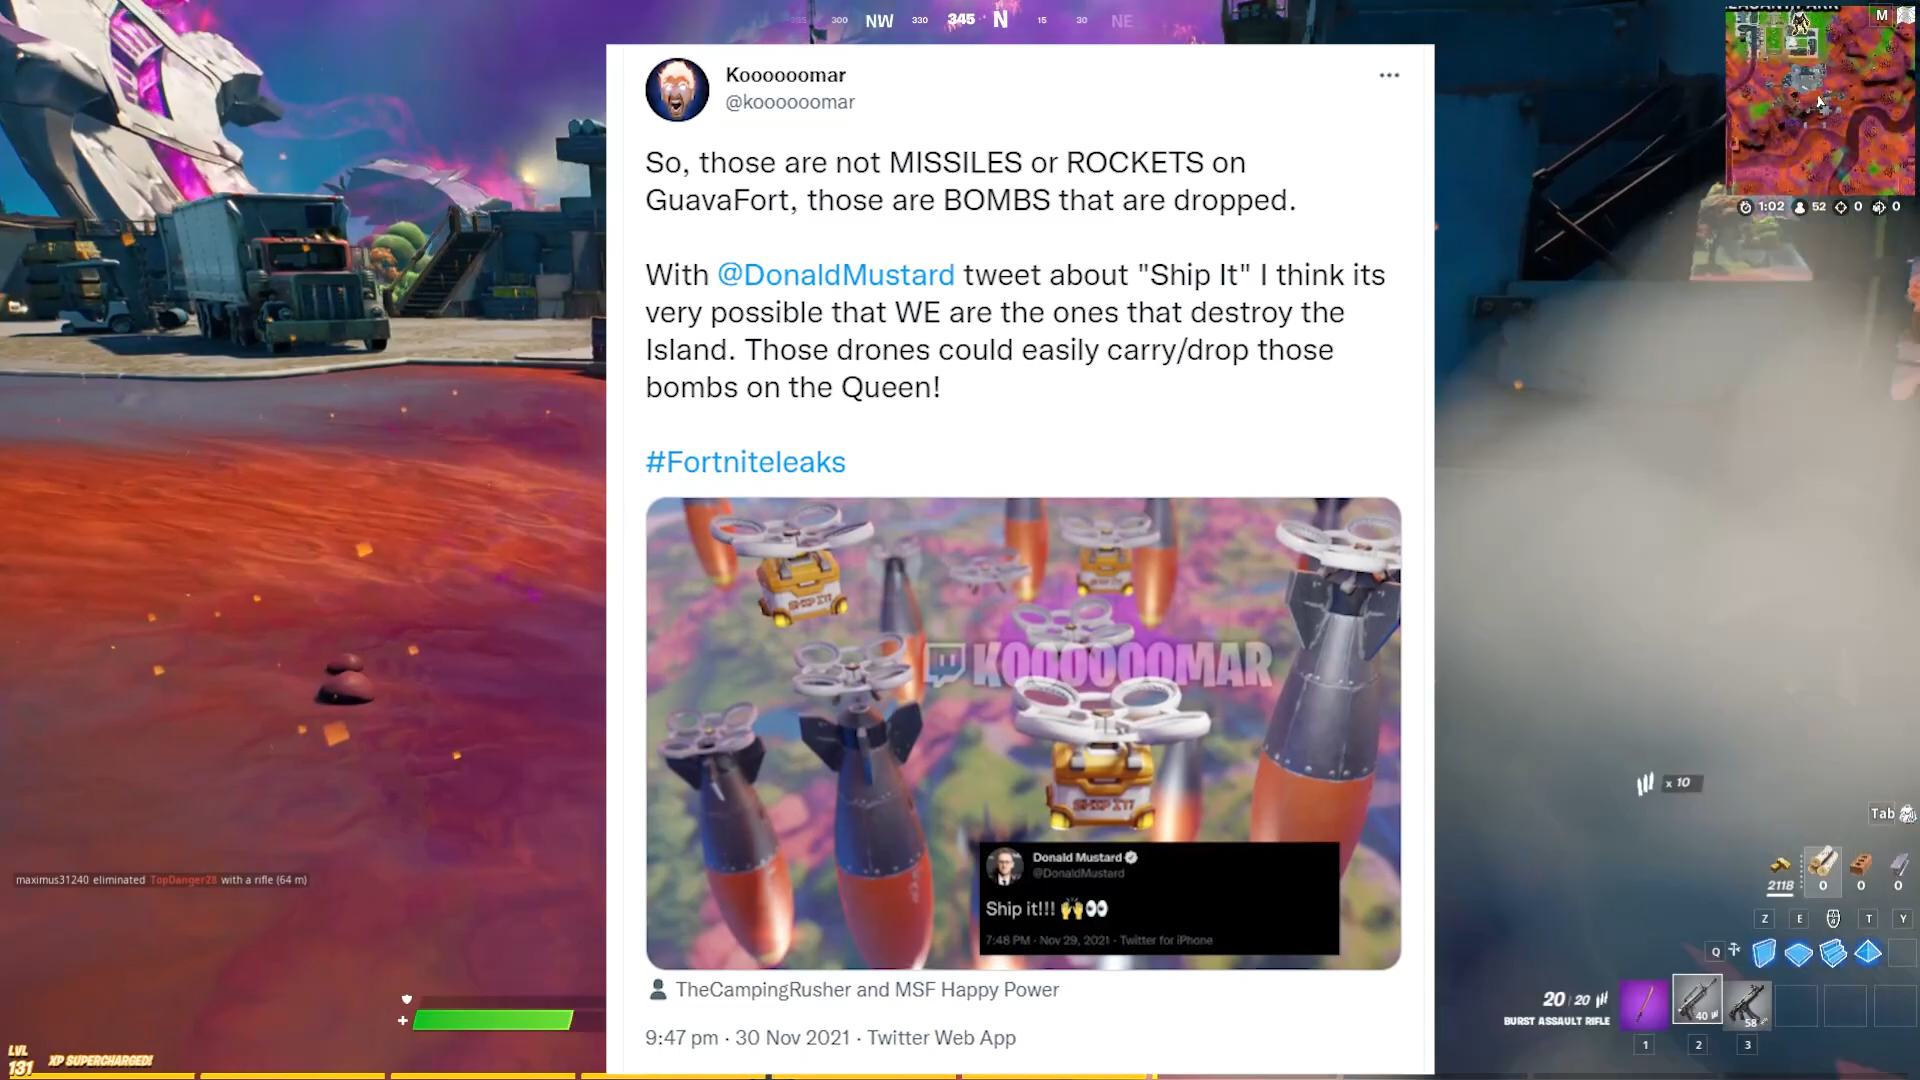 285 300 NW 330 345 N 15 30 NE
M
Koooooomar
@koooooomar
So, those are not MISSILES or ROCKETS on
GuavaFort, those are BOMBS that are dropped.
With @DonaldMustard tweet about "Ship It" I think its
very possible that WE are the ones that destroy the
Island. Those drones could easily carry/drop those
bombs on the Queen!
#Fortniteleaks
SHIP IT!
KOOOOOOMAR
SHIP IT!
Donald Mustard
@DonaldMustard
Ship it!!! 🙌👀
7:48 PM · Nov 29, 2021 · Twitter for iPhone
TheCampingRusher and MSF Happy Power
9:47 pm · 30 Nov 2021 · Twitter Web App
1:02 52 0 0
x 10
Tab
2118 0 0 0
Z E T Y
Q
20 / 20
BURST ASSAULT RIFLE
40 58
1 2 3
maximus31240 eliminated TopDanger28 with a rifle (64 m)
LVL
131
XP SUPERCHARGED!